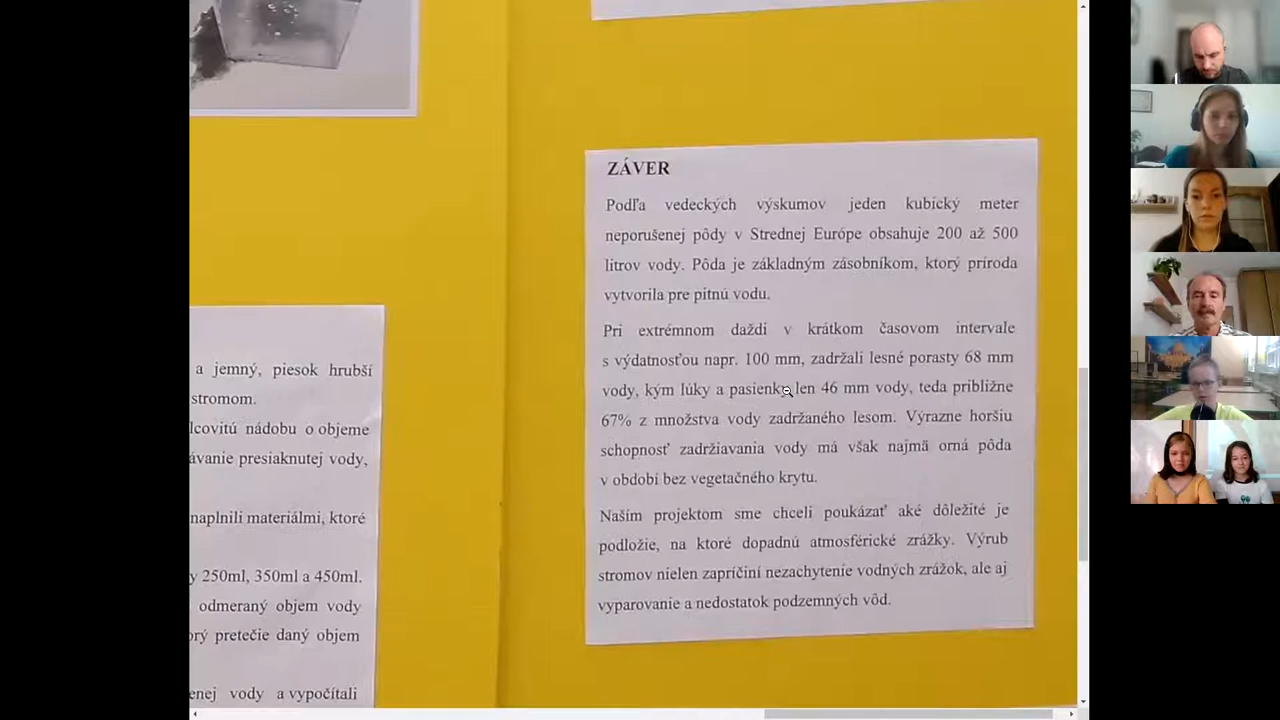 a jemný, piesok hrubší
stromom.
lcovitú nádobu o objeme
ávanie presiaknutej vody,
naplnili materiálmi, ktoré
y 250ml, 350ml a 450ml.
odmeraný objem vody
orý pretečie daný objem
enej vody a vypočítali
ZÁVER
Podľa vedeckých výskumov jeden kubický meter
neporušenej pôdy v Strednej Európe obsahuje 200 až 500
litrov vody. Pôda je základným zásobníkom, ktorý príroda
vytvorila pre pitnú vodu.
Pri extrémnom daždi v krátkom časovom intervale
s výdatnosťou napr. 100 mm, zadržali lesné porasty 68 mm
vody, kým lúky a pasienky len 46 mm vody, teda približne
67% z množstva vody zadržaného lesom. Výrazne horšiu
schopnosť zadržiavania vody má však najmä orná pôda
v období bez vegetačného krytu.
Naším projektom sme chceli poukázať aké dôležité je
podložie, na ktoré dopadnú atmosférické zrážky. Výrub
stromov nielen zapríčiní nezachytenie vodných zrážok, ale aj
vyparovanie a nedostatok podzemných vôd.